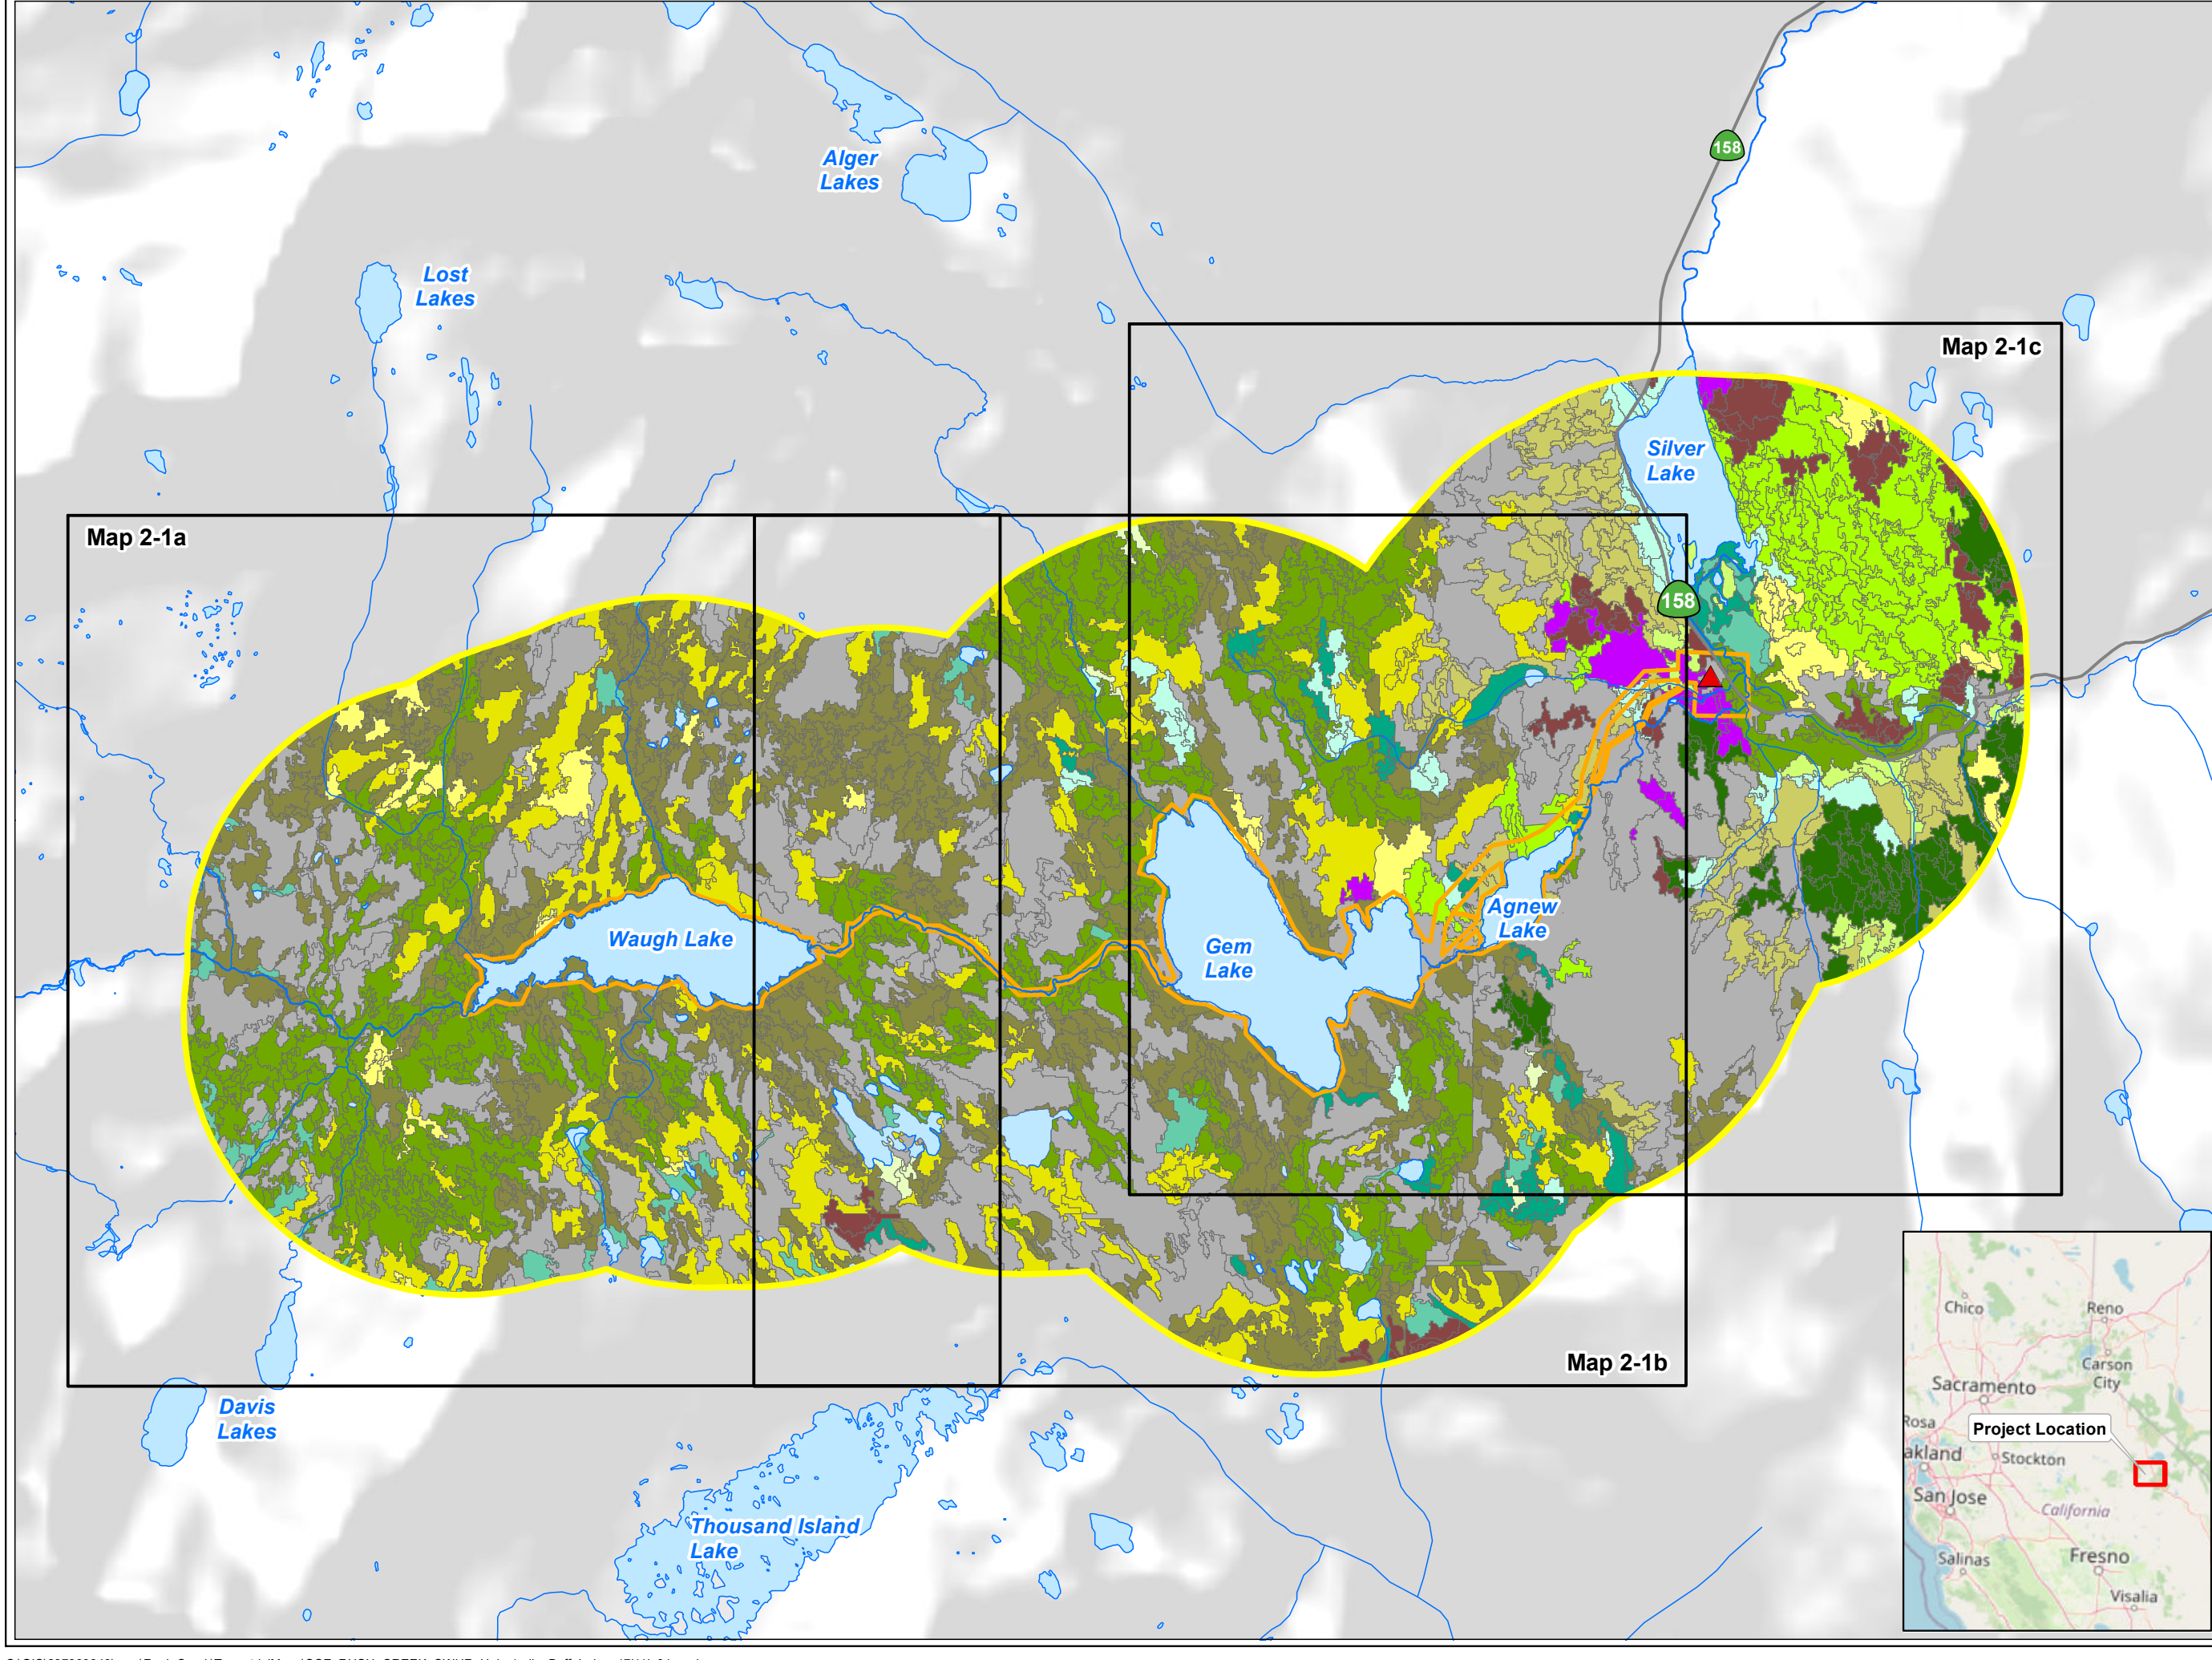 158
Alger
Lakes
Lost
Lakes
Map 2-1c
Silver
Lake
Map 2-1a
158
Agnew
Lake
Waugh Lake
Gem
Lake
Map 2-1b
Davis
Lakes
Thousand Island
Lake
Chico
Reno
Carson
City
Sacramento
Rosa
Project Location
akland
Stockton
San Jose
California
Salinas
Fresno
Visalia